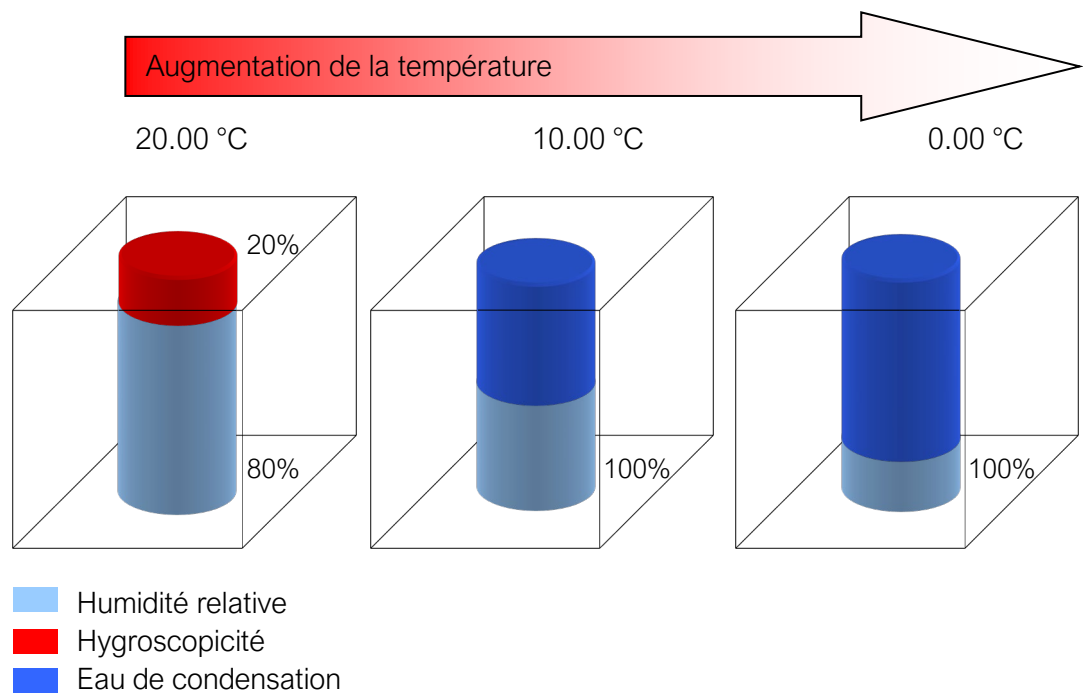 Augmentation de la température
20.00 °C 10.00 °C 0.00 °C
20%
80% 100% 100%
Humidité relative
Hygroscopicité
Eau de condensation